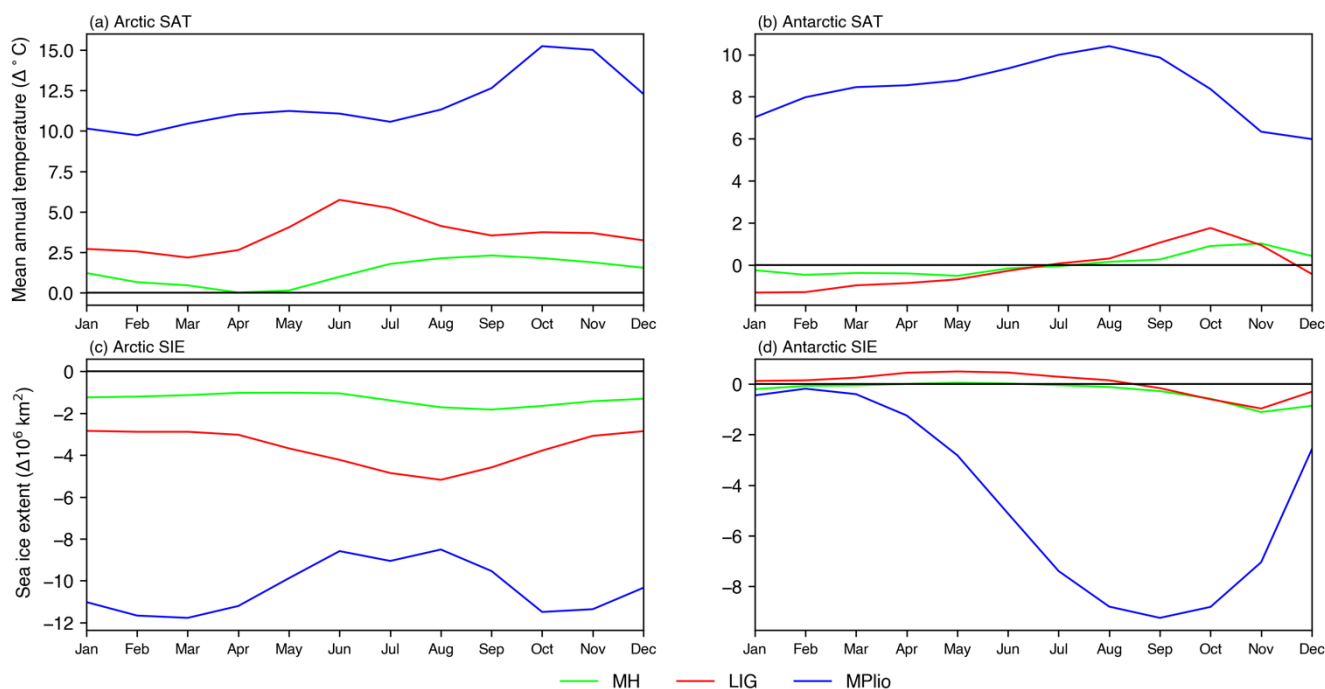 (a) Arctic SAT
Mean annual temperature (Δ °C)
15.0
12.5
10.0
7.5
5.0
2.5
0.0
Jan Feb Mar Apr May Jun Jul Aug Sep Oct Nov Dec
(b) Antarctic SAT
10
8
6
4
2
0
Jan Feb Mar Apr May Jun Jul Aug Sep Oct Nov Dec
(c) Arctic SIE
Sea ice extent (Δ10⁶ km²)
0
−2
−4
−6
−8
−10
−12
Jan Feb Mar Apr May Jun Jul Aug Sep Oct Nov Dec
(d) Antarctic SIE
0
−2
−4
−6
−8
Jan Feb Mar Apr May Jun Jul Aug Sep Oct Nov Dec
MH LIG MPlio